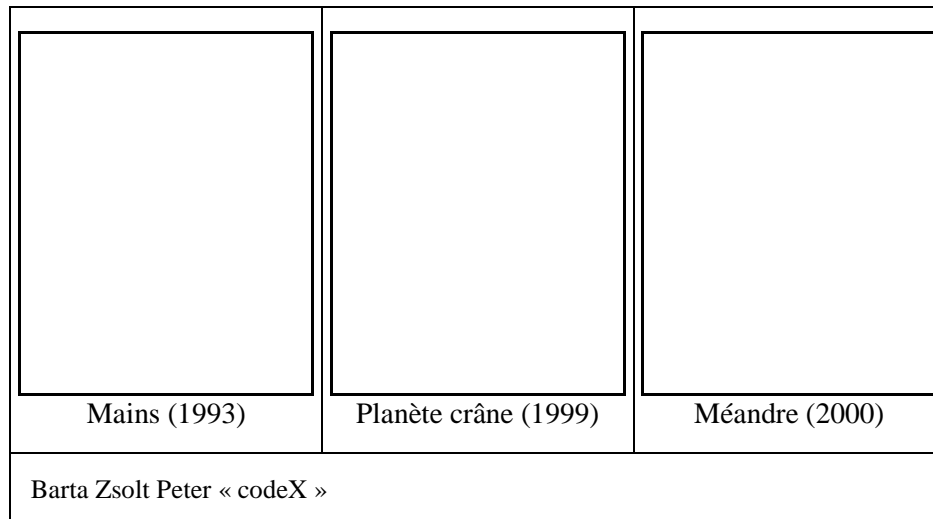 Mains (1993)
Planète crâne (1999)
Méandre (2000)
Barta Zsolt Peter « codeX »